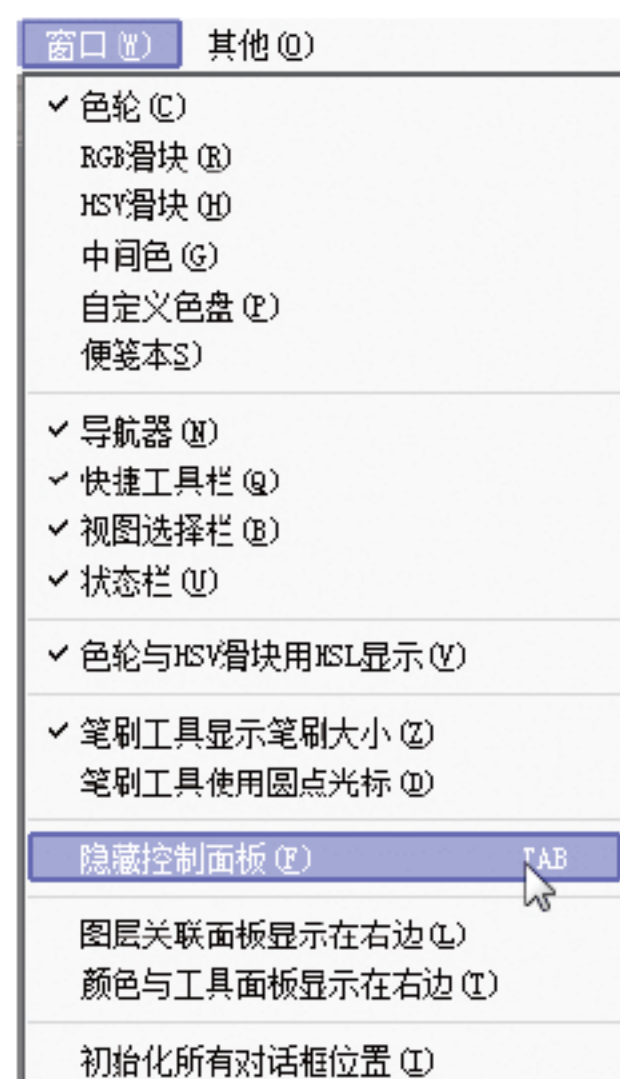 窗口(W) 其他(O)
✓ 色轮(C)
RGB滑块(R)
HSV滑块(H)
中间色(G)
自定义色盘(P)
便笺本S)
✓ 导航器(N)
✓ 快捷工具栏(Q)
✓ 视图选择栏(B)
✓ 状态栏(U)
✓ 色轮与HSV滑块用HSL显示(V)
✓ 笔刷工具显示笔刷大小(Z)
笔刷工具使用圆点光标(D)
隐藏控制面板(F) TAB
图层关联面板显示在右边(L)
颜色与工具面板显示在右边(T)
初始化所有对话框位置(I)